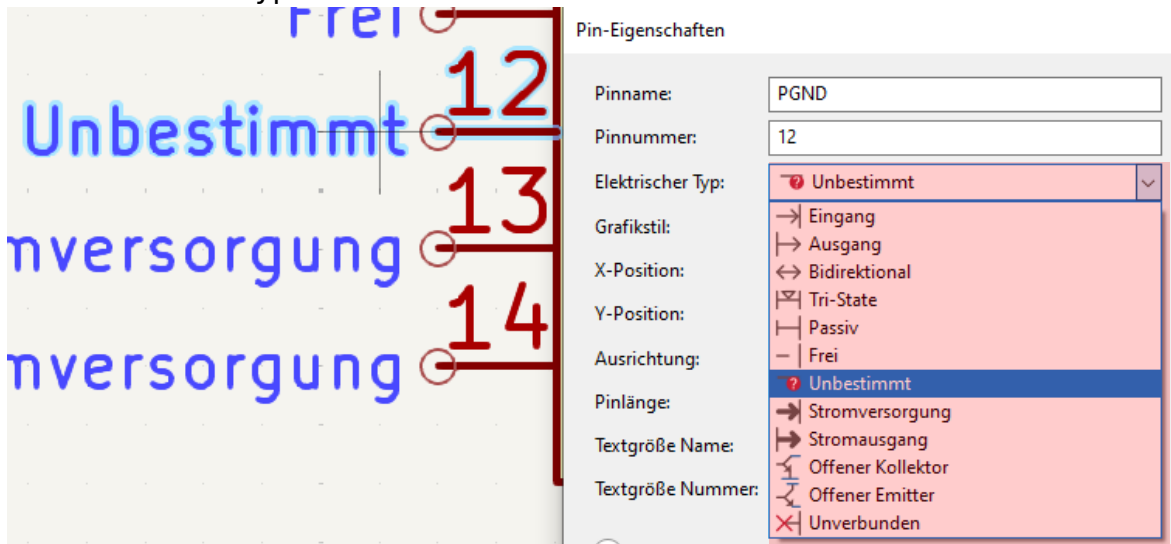 Frei
12
Unbestimmt
13
mversorgung
14
mversorgung
Pin-Eigenschaften
Pinname: PGND
Pinnummer: 12
Elektrischer Typ: Unbestimmt
Grafikstil:
X-Position:
Y-Position:
Ausrichtung:
Pinlänge:
Textgröße Name:
Textgröße Nummer:
Eingang
Ausgang
Bidirektional
Tri-State
Passiv
Frei
Unbestimmt
Stromversorgung
Stromausgang
Offener Kollektor
Offener Emitter
Unverbunden